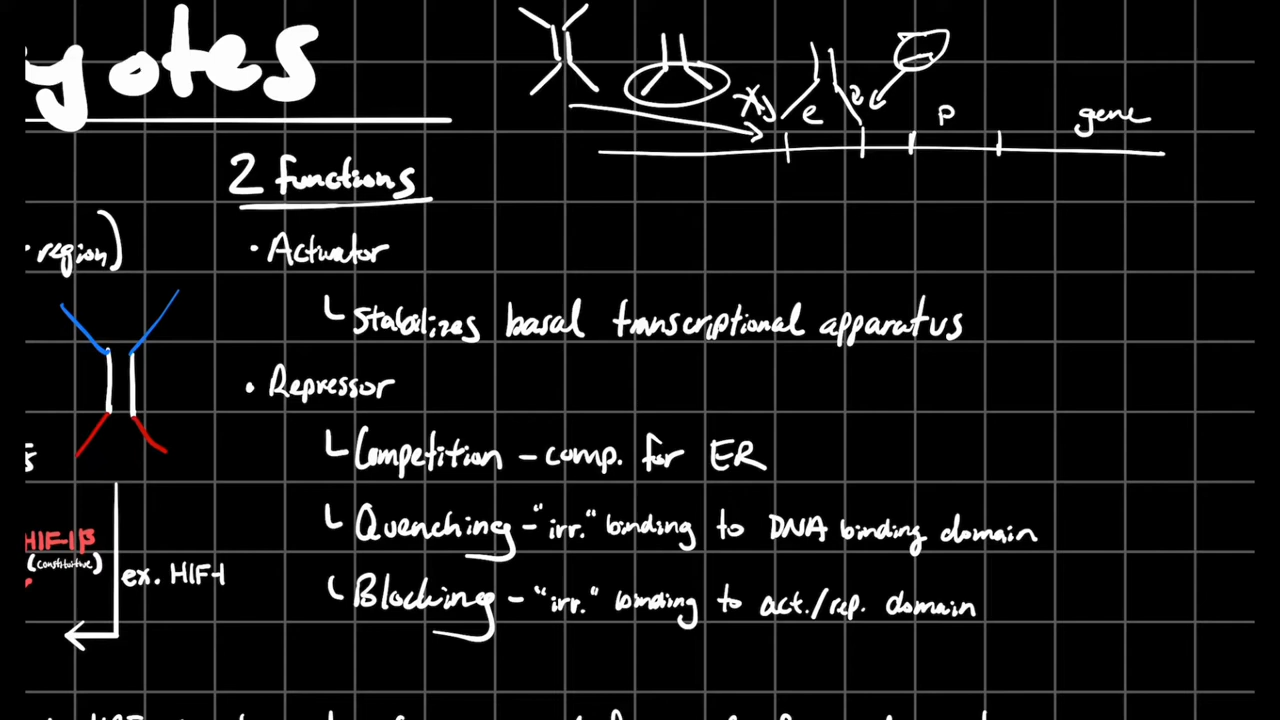 yotes
e p gene
2 functions
region)
• Activator
Stabilizes basal transcriptional apparatus
• Repressor
Competition - comp. for ER
Quenching - "irr." binding to DNA binding domain
HIF-1β
(constitutive)
ex. HIF-1
Blocking - "irr." binding to act./rep. domain